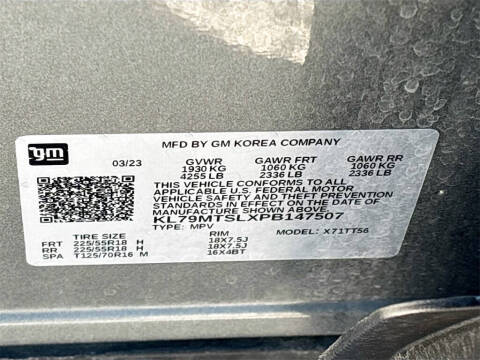 gm
MFD BY GM KOREA COMPANY
03/23 GVWR GAWR FRT GAWR RR
1930 KG 1060 KG 1060 KG
4255 LB 2336 LB 2336 LB
THIS VEHICLE CONFORMS TO ALL
APPLICABLE U.S. FEDERAL MOTOR
VEHICLE SAFETY AND THEFT PREVENTION
STANDARDS IN EFFECT ON THE DATE OF
MANUFACTURE SHOWN ABOVE.
KL79MTSLXPB147507
TYPE: MPV MODEL: X71TT56
TIRE SIZE RIM
FRT 225/55R18 H 18X7.5J
RR 225/55R18 H 18X7.5J
SPA T125/70R16 M 16X4BT